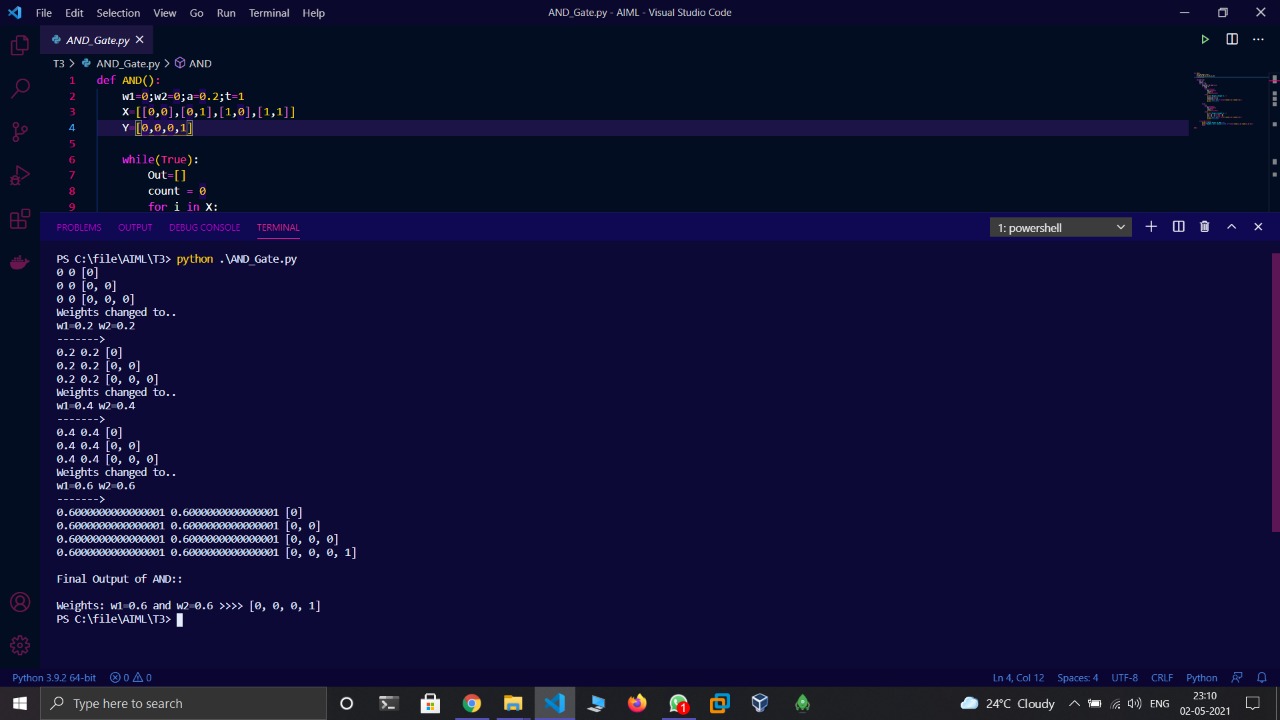 File Edit Selection View Go Run Terminal Help
AND_Gate.py - AIML - Visual Studio Code
AND_Gate.py
T3 > AND_Gate.py > AND
1 def AND():
2 w1=0;w2=0;a=0.2;t=1
3 X=[[0,0],[0,1],[1,0],[1,1]]
4 Y=[0,0,0,1]
5
6 while(True):
7 Out=[]
8 count = 0
9 for i in X:
PROBLEMS OUTPUT DEBUG CONSOLE TERMINAL
1: powershell
PS C:\file\AIML\T3> python .\AND_Gate.py
0 0 [0]
0 0 [0, 0]
0 0 [0, 0, 0]
Weights changed to..
w1=0.2 w2=0.2
------->
0.2 0.2 [0]
0.2 0.2 [0, 0]
0.2 0.2 [0, 0, 0]
Weights changed to..
w1=0.4 w2=0.4
------->
0.4 0.4 [0]
0.4 0.4 [0, 0]
0.4 0.4 [0, 0, 0]
Weights changed to..
w1=0.6 w2=0.6
------->
0.6000000000000001 0.6000000000000001 [0]
0.6000000000000001 0.6000000000000001 [0, 0]
0.6000000000000001 0.6000000000000001 [0, 0, 0]
0.6000000000000001 0.6000000000000001 [0, 0, 0, 1]
Final Output of AND::
Weights: w1=0.6 and w2=0.6 >>>> [0, 0, 0, 1]
PS C:\file\AIML\T3>
Python 3.9.2 64-bit 0 0
Ln 4, Col 12 Spaces: 4 UTF-8 CRLF Python
Type here to search
1
24°C Cloudy
ENG
23:10
02-05-2021